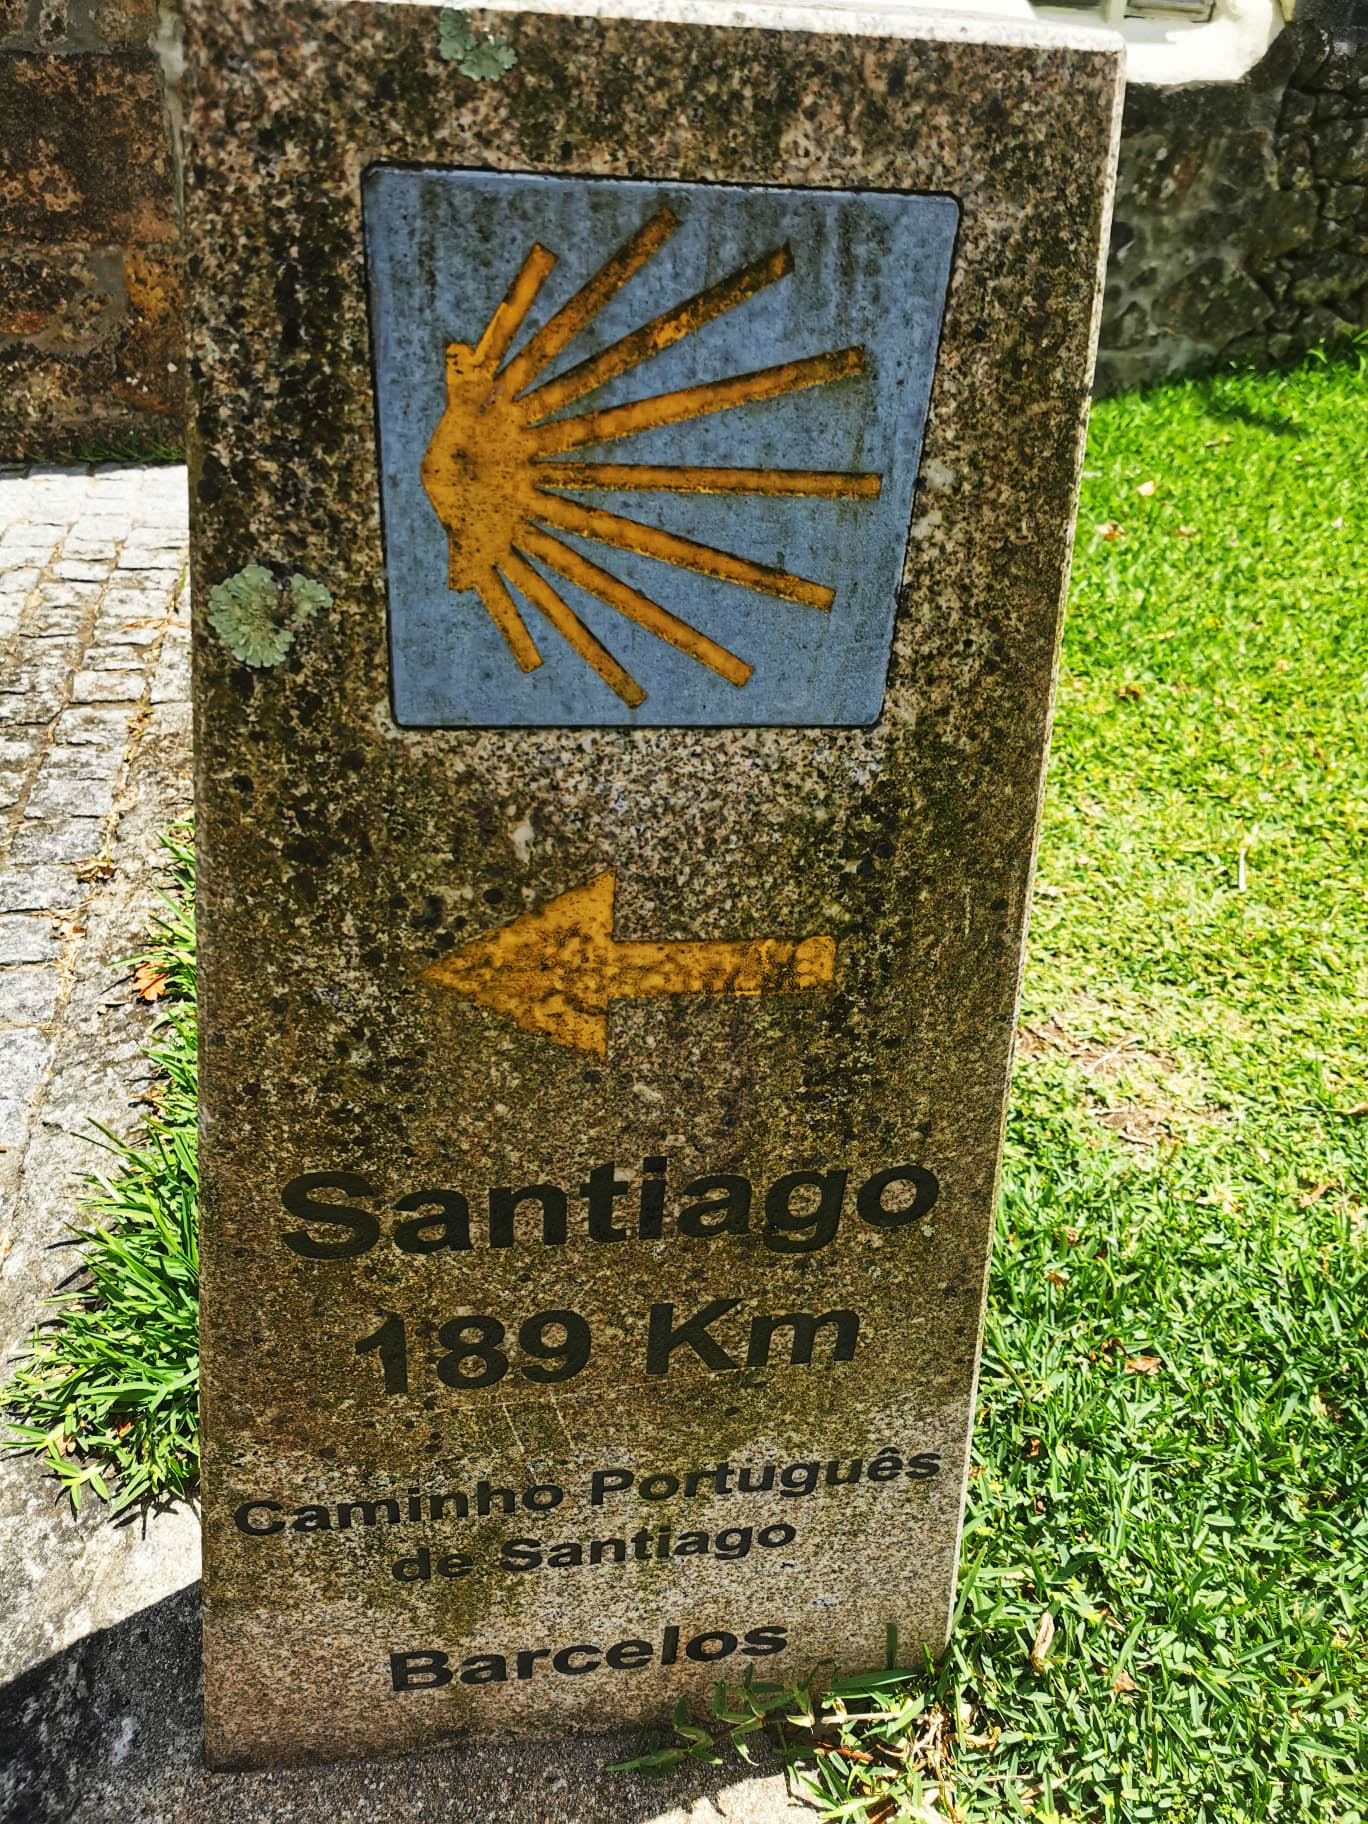 Santiago
189 Km
Caminho Português
de Santiago
Barcelos